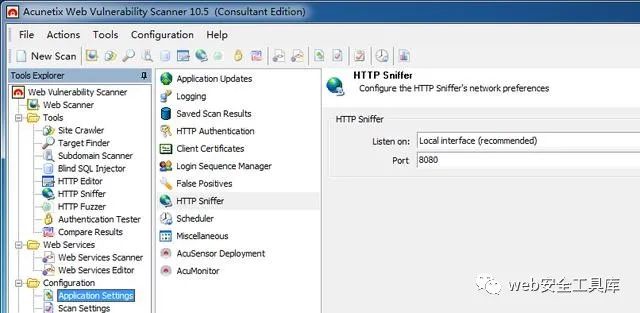 Acunetix Web Vulnerability Scanner 10.5 (Consultant Edition)
File Actions Tools Configuration Help
New Scan
Tools Explorer
Web Vulnerability Scanner
Web Scanner
Tools
Site Crawler
Target Finder
Subdomain Scanner
Blind SQL Injector
HTTP Editor
HTTP Sniffer
HTTP Fuzzer
Authentication Tester
Compare Results
Web Services
Web Services Scanner
Web Services Editor
Configuration
Application Settings
Scan Settings
Application Updates
Logging
Saved Scan Results
HTTP Authentication
Client Certificates
Login Sequence Manager
False Positives
HTTP Sniffer
Scheduler
Miscellaneous
AcuSensor Deployment
AcuMonitor
HTTP Sniffer
Configure the HTTP Sniffer's network preferences
HTTP Sniffer
Listen on: Local interface (recommended)
Port 8080
web安全工具库